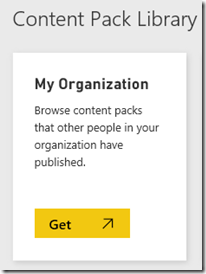 Content Pack Library
My Organization
Browse content packs
that other people in your
organization have
published.
Get